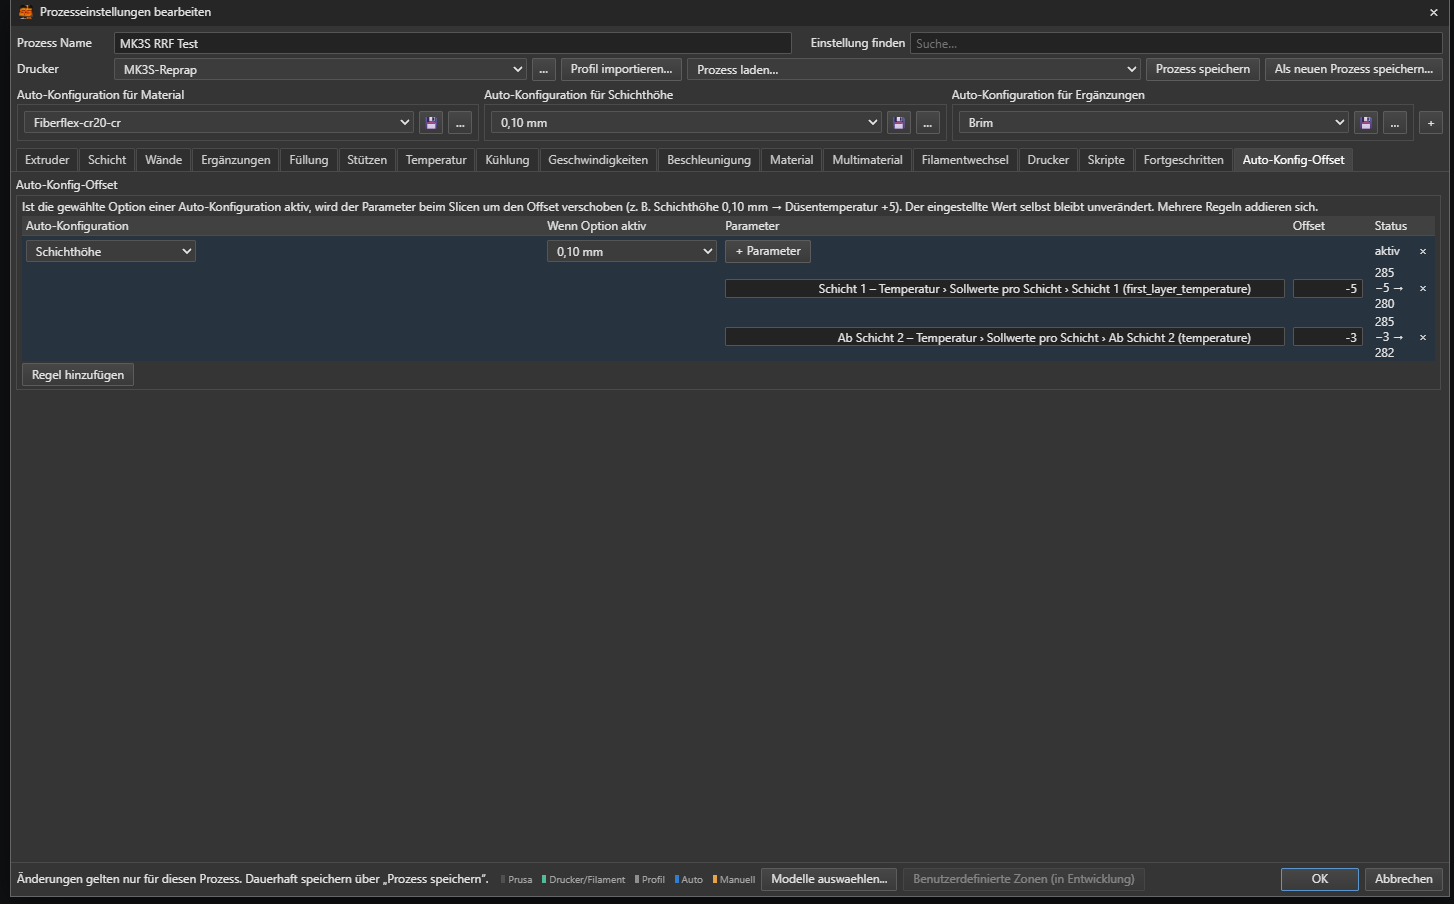 Prozesseinstellungen bearbeiten
Prozess Name MK3S RRF Test Einstellung finden Suche...
Drucker MK3S-Reprap ... Profil importieren... Prozess laden... Prozess speichern Als neuen Prozess speichern...
Auto-Konfiguration für Material Auto-Konfiguration für Schichthöhe Auto-Konfiguration für Ergänzungen
Fiberflex-cr20-cr ... 0,10 mm ... Brim ... +
Extruder Schicht Wände Ergänzungen Füllung Stützen Temperatur Kühlung Geschwindigkeiten Beschleunigung Material Multimaterial Filamentwechsel Drucker Skripte Fortgeschritten Auto-Konfig-Offset
Auto-Konfig-Offset
Ist die gewählte Option einer Auto-Konfiguration aktiv, wird der Parameter beim Slicen um den Offset verschoben (z. B. Schichthöhe 0,10 mm → Düsentemperatur +5). Der eingestellte Wert selbst bleibt unverändert. Mehrere Regeln addieren sich.
Auto-Konfiguration Wenn Option aktiv Parameter Offset Status
Schichthöhe 0,10 mm + Parameter aktiv ×
285
Schicht 1 – Temperatur › Sollwerte pro Schicht › Schicht 1 (first_layer_temperature) -5 −5 → ×
280
285
Ab Schicht 2 – Temperatur › Sollwerte pro Schicht › Ab Schicht 2 (temperature) -3 −3 → ×
282
Regel hinzufügen
Änderungen gelten nur für diesen Prozess. Dauerhaft speichern über „Prozess speichern“. Prusa Drucker/Filament Profil Auto Manuell Modelle auswaehlen... Benutzerdefinierte Zonen (in Entwicklung) OK Abbrechen